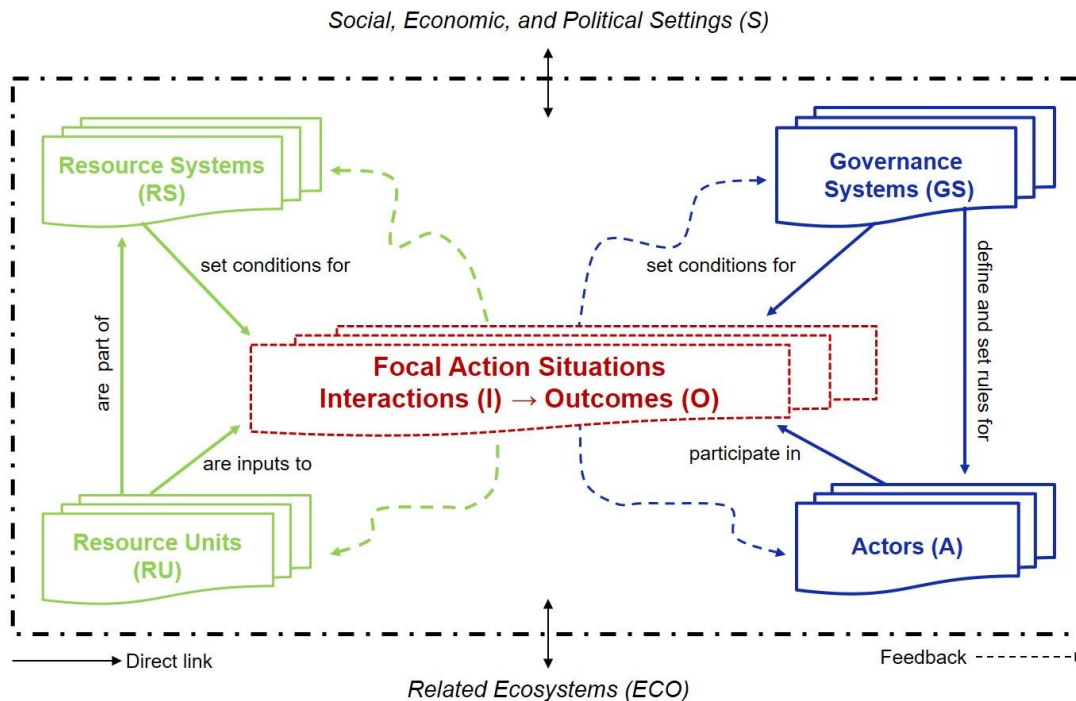 Social, Economic, and Political Settings (S)
Resource Systems
(RS)
Governance
Systems (GS)
set conditions for
set conditions for
are part of
define and set rules for
Focal Action Situations
Interactions (I) → Outcomes (O)
are inputs to
participate in
Resource Units
(RU)
Actors (A)
Direct link
Feedback
Related Ecosystems (ECO)